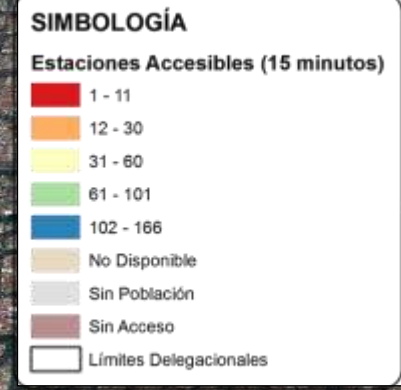 SIMBOLOGÍA
Estaciones Accesibles (15 minutos)
1 - 11
12 - 30
31 - 60
61 - 101
102 - 166
No Disponible
Sin Población
Sin Acceso
Límites Delegacionales